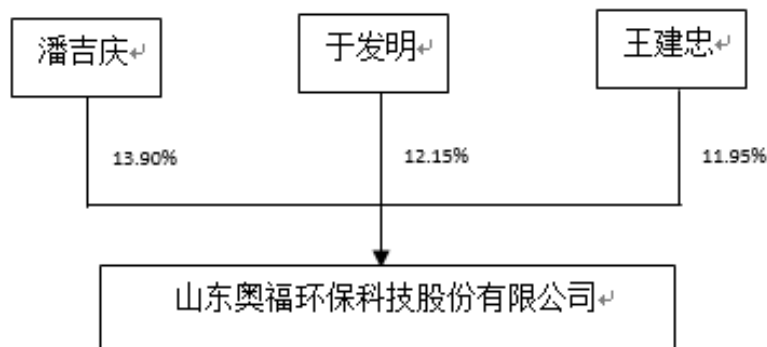 潘吉庆
于发明
王建忠
13.90%
12.15%
11.95%
山东奥福环保科技股份有限公司